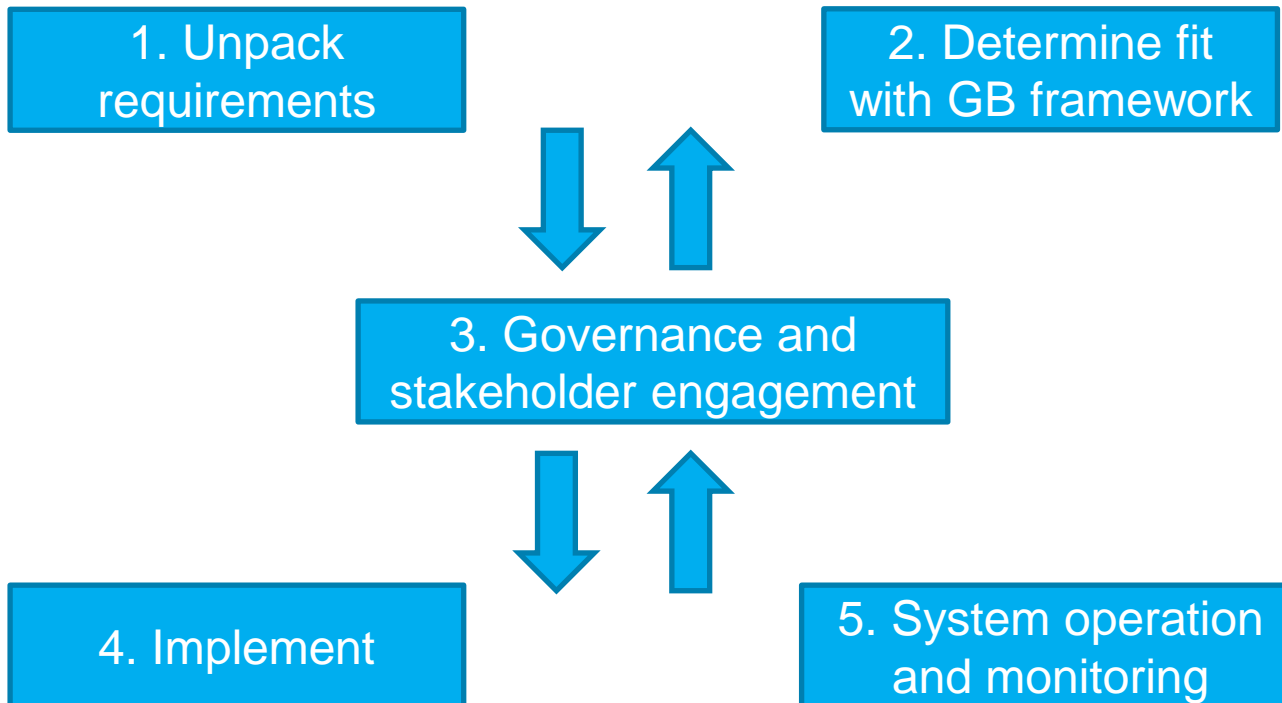 1. Unpack
requirements
2. Determine fit
with GB framework
3. Governance and
stakeholder engagement
4. Implement
5. System operation
and monitoring